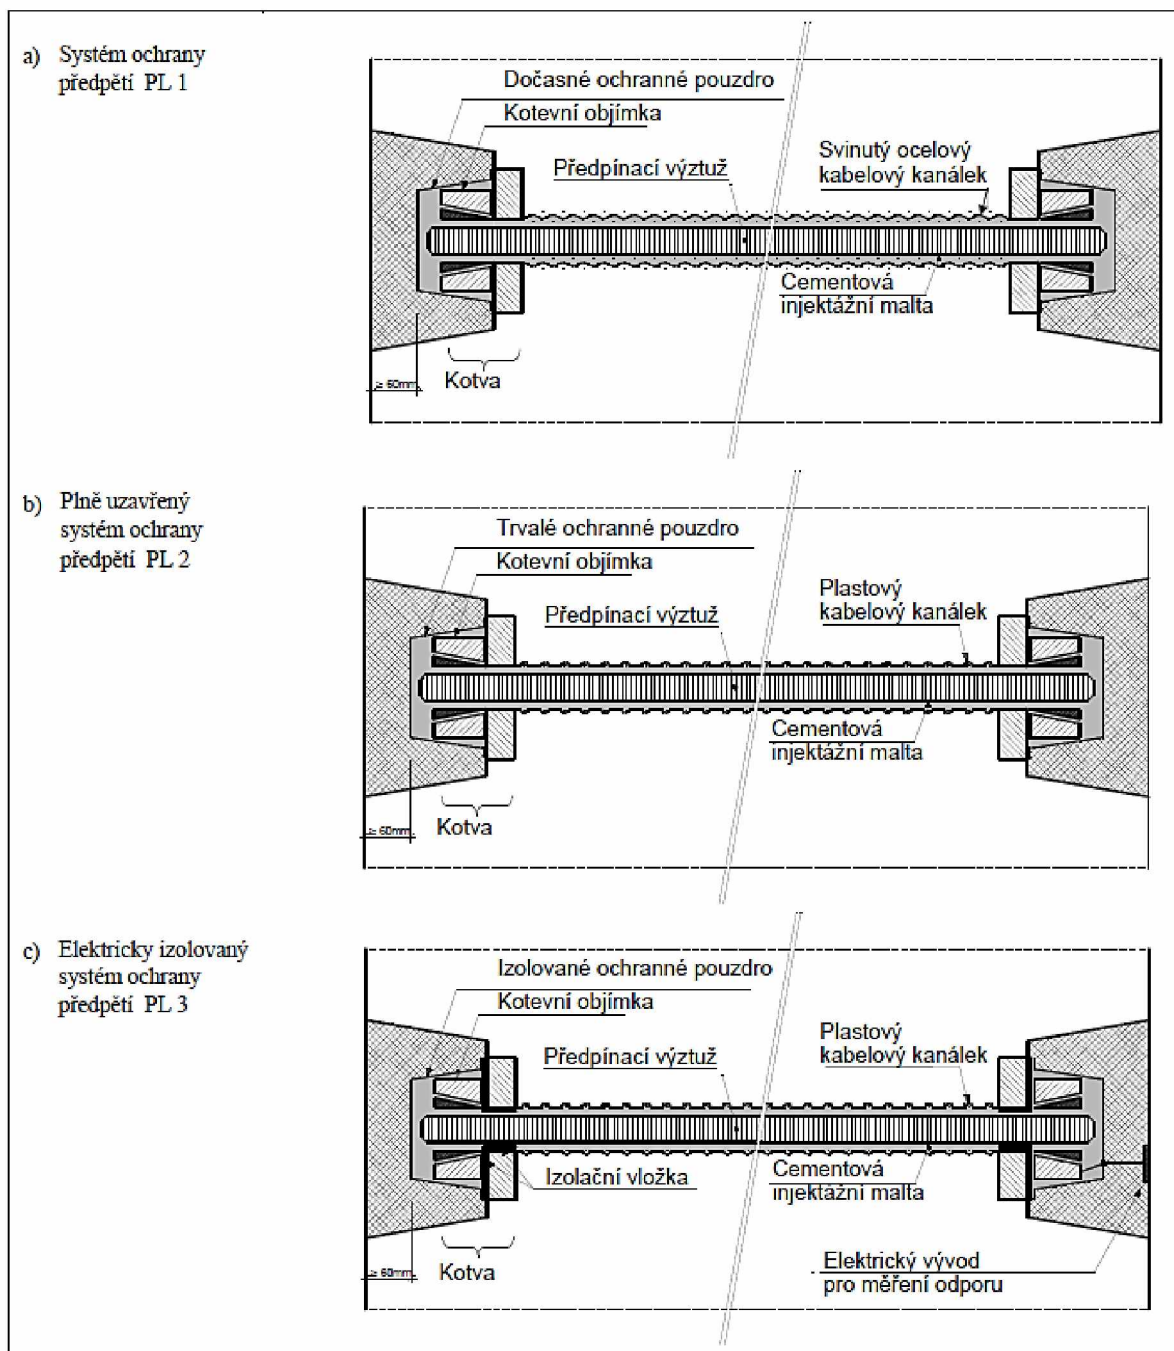 a) Systém ochrany
předpětí PL 1
Dočasné ochranné pouzdro
Kotevní objímka
Předpínací výztuž
Svinutý ocelový
kabelový kanálek
Cementová
injektážní malta
≥ 60mm
Kotva
b) Plně uzavřený
systém ochrany
předpětí PL 2
Trvalé ochranné pouzdro
Kotevní objímka
Předpínací výztuž
Plastový
kabelový kanálek
Cementová
injektážní malta
≥ 60mm
Kotva
c) Elektricky izolovaný
systém ochrany
předpětí PL 3
Izolované ochranné pouzdro
Kotevní objímka
Předpínací výztuž
Plastový
kabelový kanálek
Izolační vložka
Cementová
injektážní malta
≥ 60mm
Kotva
Elektrický vývod
pro měření odporu